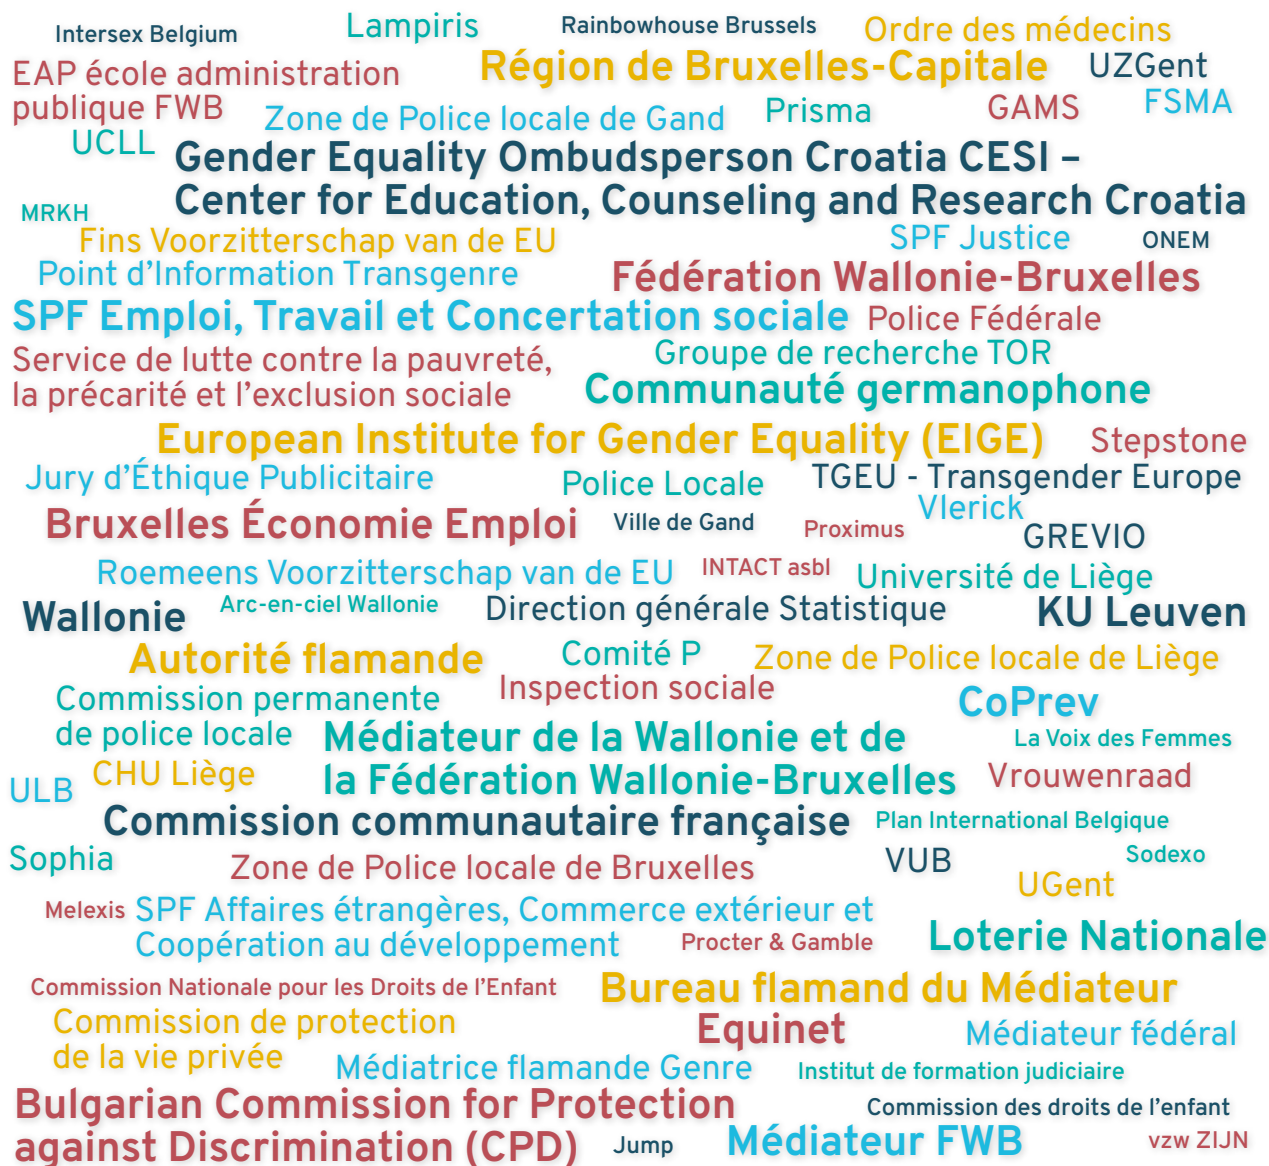 Intersex Belgium
Lampiris
Rainbowhouse Brussels
Ordre des médecins
EAP école administration
publique FWB
Région de Bruxelles-Capitale
UZGent
Zone de Police locale de Gand
Prisma
GAMS
FSMA
UCLL
Gender Equality Ombudsperson Croatia CESI –
Center for Education, Counseling and Research Croatia
MRKH
Fins Voorzitterschap van de EU
SPF Justice
ONEM
Point d’Information Transgenre
Fédération Wallonie-Bruxelles
SPF Emploi, Travail et Concertation sociale
Police Fédérale
Service de lutte contre la pauvreté,
la précarité et l’exclusion sociale
Groupe de recherche TOR
Communauté germanophone
European Institute for Gender Equality (EIGE)
Stepstone
Jury d’Éthique Publicitaire
Police Locale
TGEU - Transgender Europe
Bruxelles Économie Emploi
Ville de Gand
Proximus
Vlerick
GREVIO
Roemeens Voorzitterschap van de EU
INTACT asbl
Université de Liège
Wallonie
Arc-en-ciel Wallonie
Direction générale Statistique
KU Leuven
Autorité flamande
Comité P
Zone de Police locale de Liège
Inspection sociale
Commission permanente
de police locale
CoPrev
Médiateur de la Wallonie et de
la Fédération Wallonie-Bruxelles
La Voix des Femmes
ULB
CHU Liège
Vrouwenraad
Commission communautaire française
Plan International Belgique
Sophia
Zone de Police locale de Bruxelles
VUB
Sodexo
UGent
Melexis
SPF Affaires étrangères, Commerce extérieur et
Coopération au développement
Procter & Gamble
Loterie Nationale
Commission Nationale pour les Droits de l’Enfant
Bureau flamand du Médiateur
Commission de protection
de la vie privée
Equinet
Médiateur fédéral
Médiatrice flamande Genre
Institut de formation judiciaire
Bulgarian Commission for Protection
against Discrimination (CPD)
Commission des droits de l’enfant
Jump
Médiateur FWB
vzw ZIJN